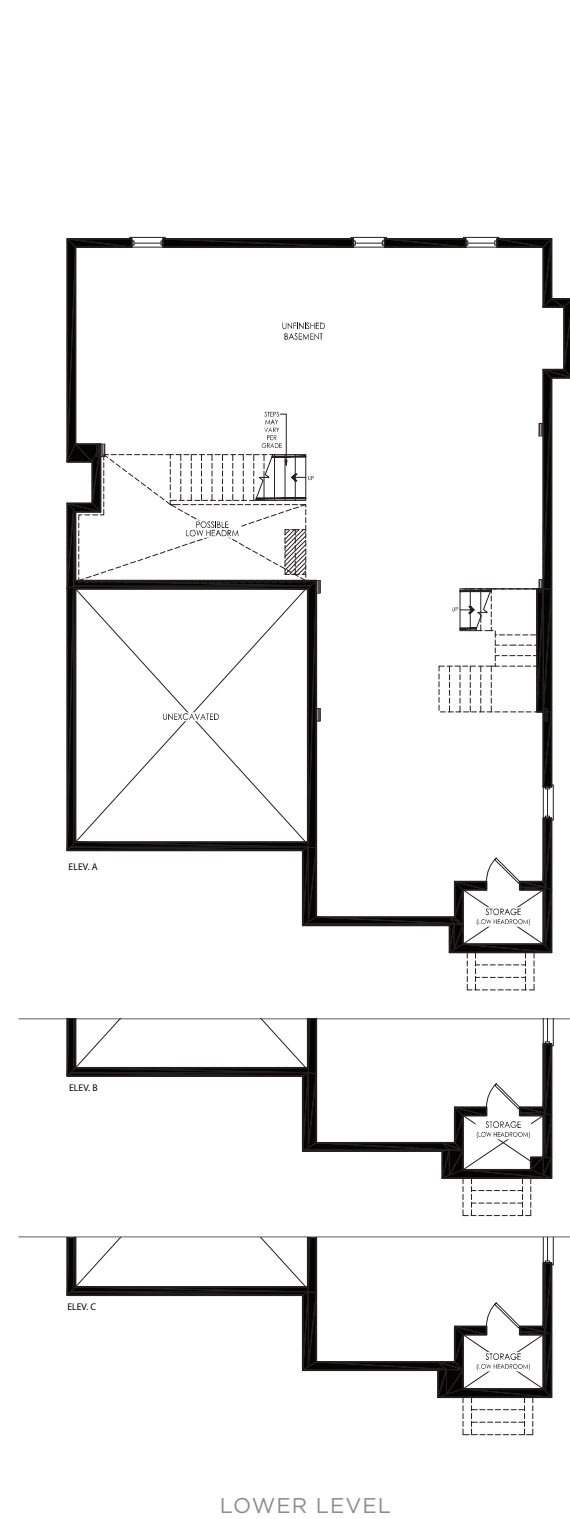 UNFINISHED
BASEMENT
STEPS
MAY
VARY
PER
GRADE
UP
POSSIBLE
LOW HEADRM
UP
UNEXCAVATED
ELEV. A
STORAGE
(LOW HEADROOM)
ELEV. B
STORAGE
(LOW HEADROOM)
ELEV. C
STORAGE
(LOW HEADROOM)
LOWER LEVEL